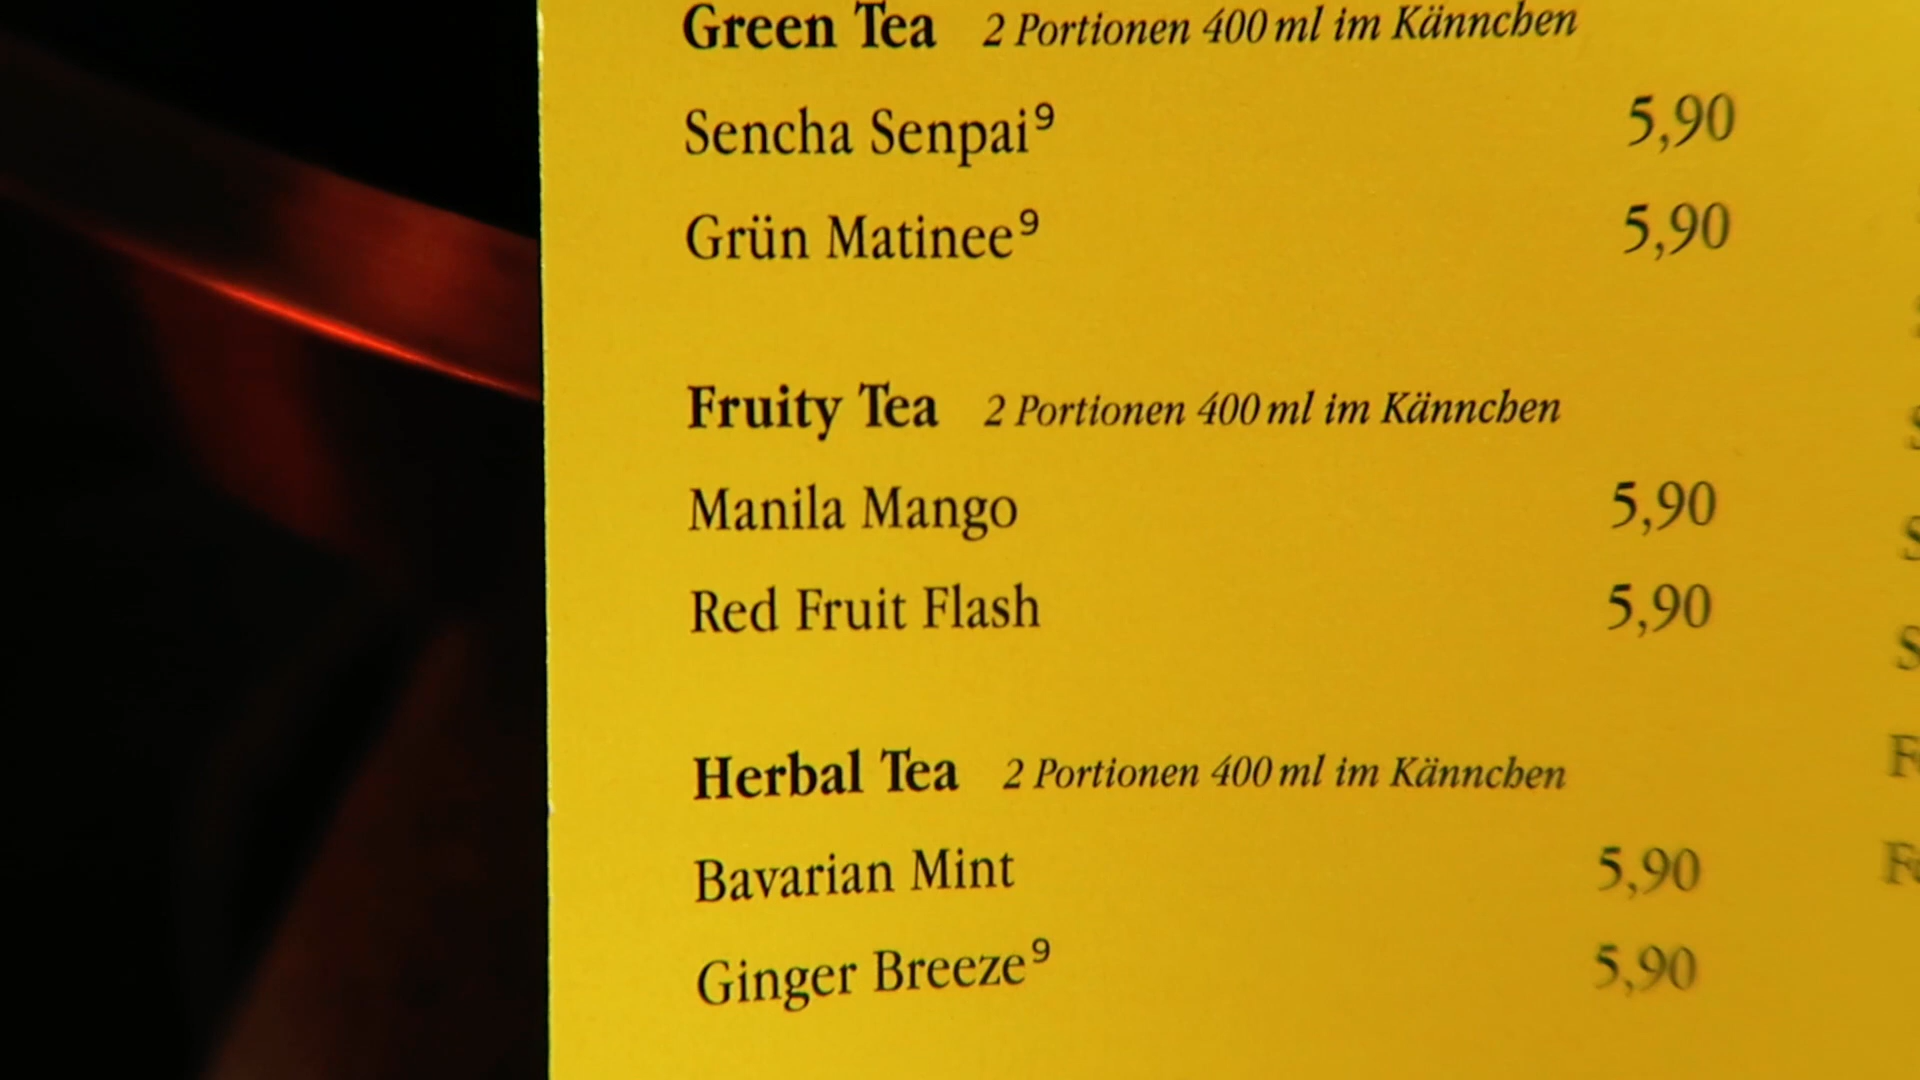 Green Tea 2 Portionen 400 ml im Kännchen
Sencha Senpai⁹ 5,90
Grün Matinee⁹ 5,90
Fruity Tea 2 Portionen 400 ml im Kännchen
Manila Mango 5,90
Red Fruit Flash 5,90
Herbal Tea 2 Portionen 400 ml im Kännchen
Bavarian Mint 5,90
Ginger Breeze⁹ 5,90